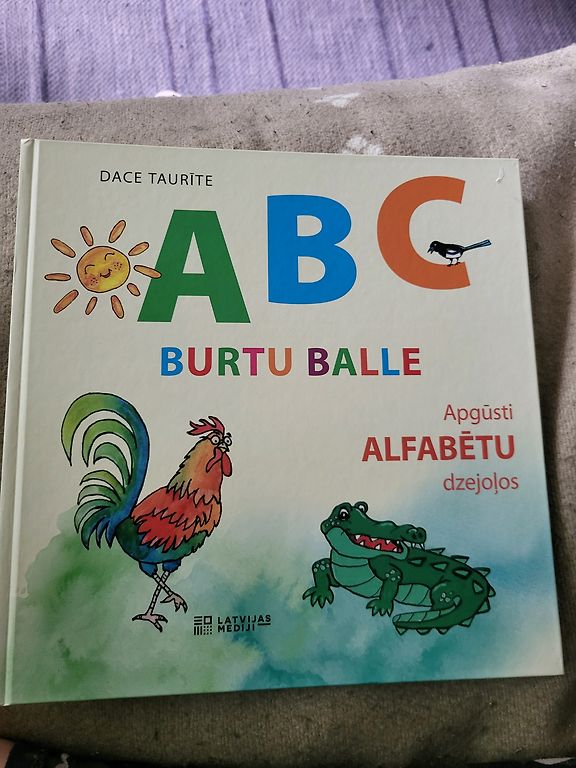 DACE TAURĪTE
ABC
BURTU BALLE
Apgūsti
ALFABĒTU
dzejoļos
LATVIJAS
MEDIJI